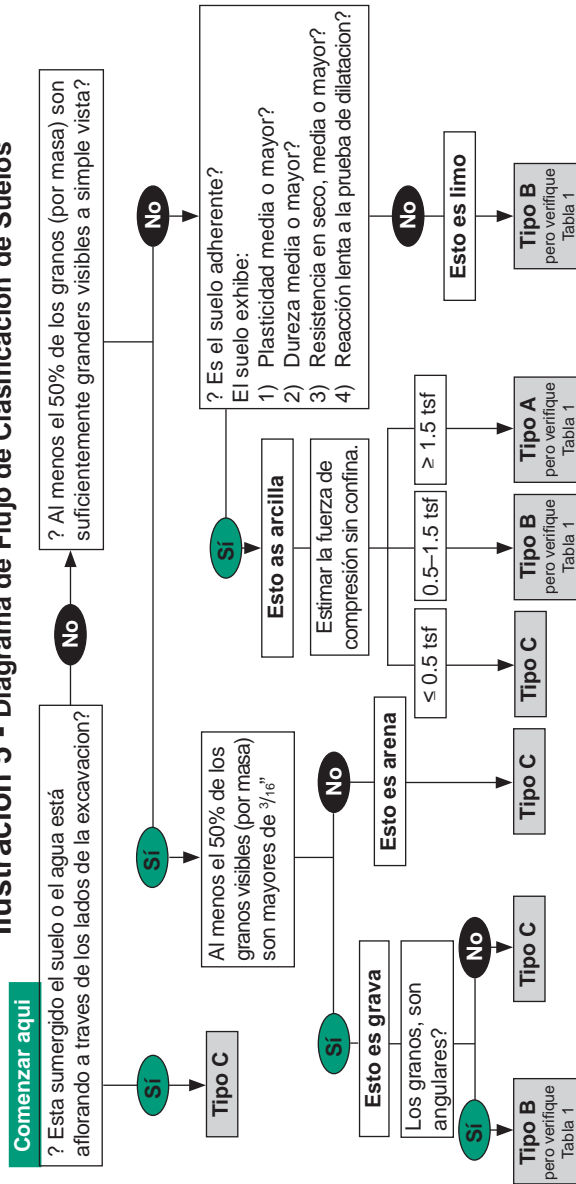 Ilustración 5 - Diagrama de Flujo de Clasificación de Suelos
Comenzar aqui
? Esta sumergido el suelo o el agua está
aflorando a traves de los lados de la excavacion?
Sí
Tipo C
No
? Al menos el 50% de los granos (por masa) son
suficientemente granders visibles a simple vista?
Sí
Al menos el 50% de los
granos visibles (por masa)
son mayores de 3/16”
Sí
Esto es grava
Los granos, son
angulares?
Sí
Tipo B
pero verifique
Tabla 1
No
Tipo C
No
Esto es arena
Tipo C
No
? Es el suelo adherente?
El suelo exhibe:
1) Plasticidad media o mayor?
2) Dureza media o mayor?
3) Resistencia en seco, media o mayor?
4) Reacción lenta a la prueba de dilatacion?
Sí
Esto as arcilla
Estimar la fuerza de
compresión sin confina.
≤ 0.5 tsf
Tipo C
0.5–1.5 tsf
Tipo B
pero verifique
Tabla 1
≥ 1.5 tsf
Tipo A
pero verifique
Tabla 1
No
Esto es limo
Tipo B
pero verifique
Tabla 1